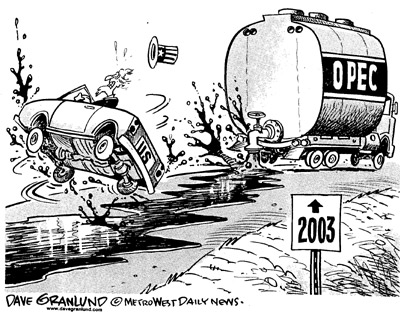 OPEC
U.S.
2003
DAVE GRANLUND © METROWEST DAILY NEWS.
www.davegranlund.com